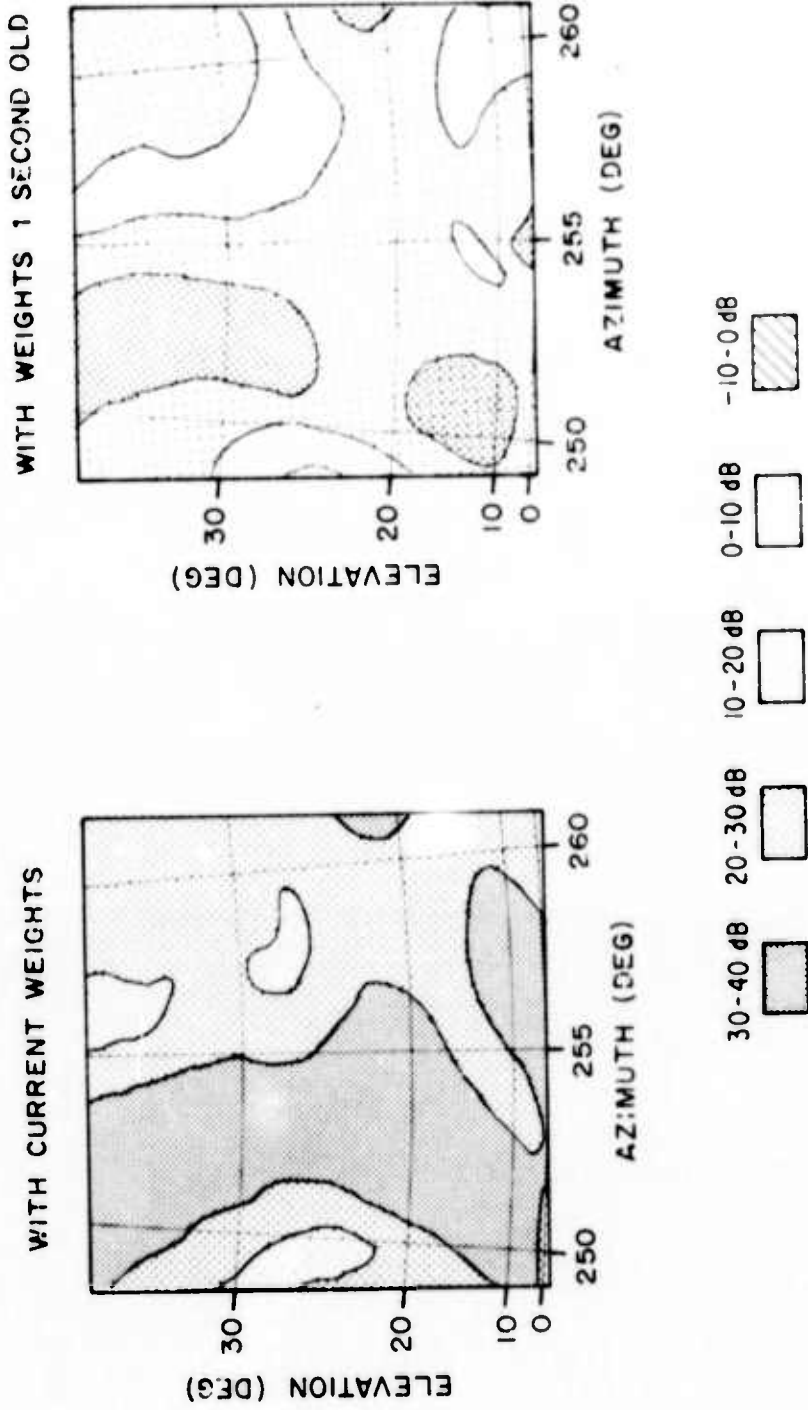 WITH CURRENT WEIGHTS
ELEVATION (DEG)
30
20
10
0
250
255
260
AZIMUTH (DEG)
WITH WEIGHTS 1 SECOND OLD
ELEVATION (DEG)
30
20
10
0
250
255
260
AZIMUTH (DEG)
30-40 dB
20-30 dB
10-20 dB
0-10 dB
-10-0 dB